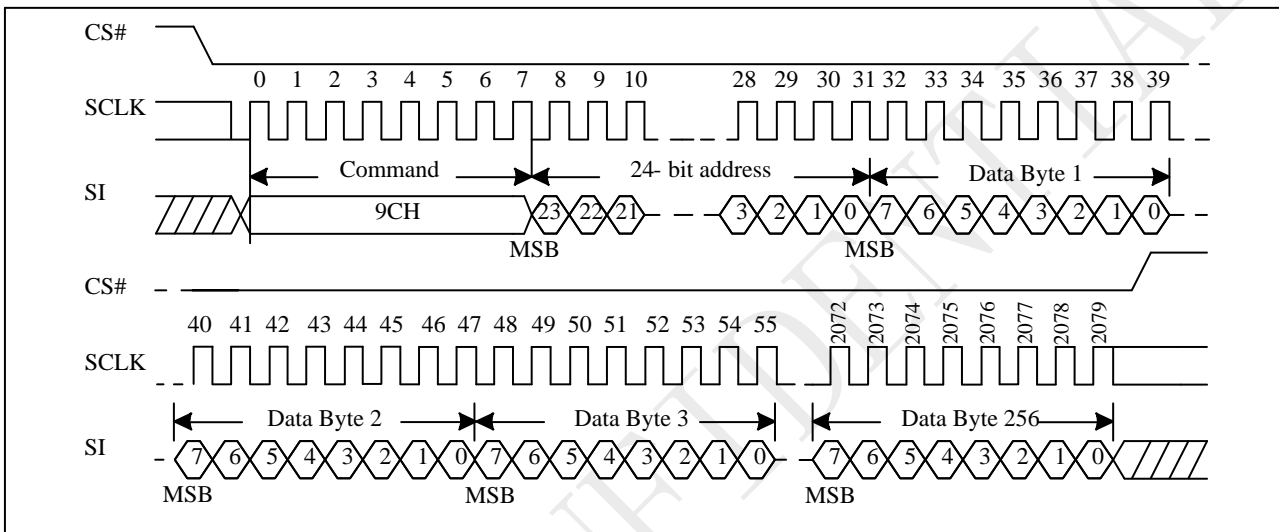 CS#
0 1 2 3 4 5 6 7 8 9 10 28 29 30 31 32 33 34 35 36 37 38 39
SCLK
Command 24- bit address Data Byte 1
SI
9CH 23 22 21 3 2 1 0 7 6 5 4 3 2 1 0
MSB MSB
CS#
40 41 42 43 44 45 46 47 48 49 50 51 52 53 54 55 2072 2073 2074 2075 2076 2077 2078 2079
SCLK
Data Byte 2 Data Byte 3 Data Byte 256
SI
7 6 5 4 3 2 1 0 7 6 5 4 3 2 1 0 7 6 5 4 3 2 1 0
MSB MSB MSB